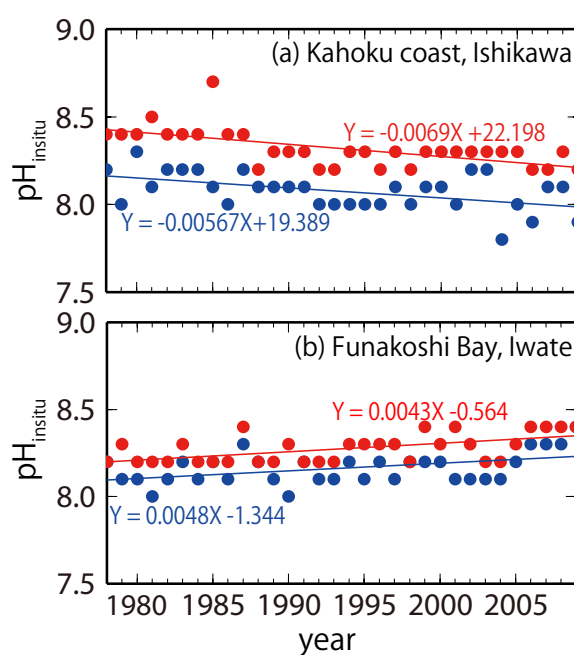 9.0
(a) Kahoku coast, Ishikawa
8.5
Y = -0.0069X +22.198
pHinsitu
8.0
Y = -0.00567X+19.389
7.5
9.0
(b) Funakoshi Bay, Iwate
8.5
Y = 0.0043X -0.564
pHinsitu
8.0
Y = 0.0048X -1.344
7.5
1980 1985 1990 1995 2000 2005
year